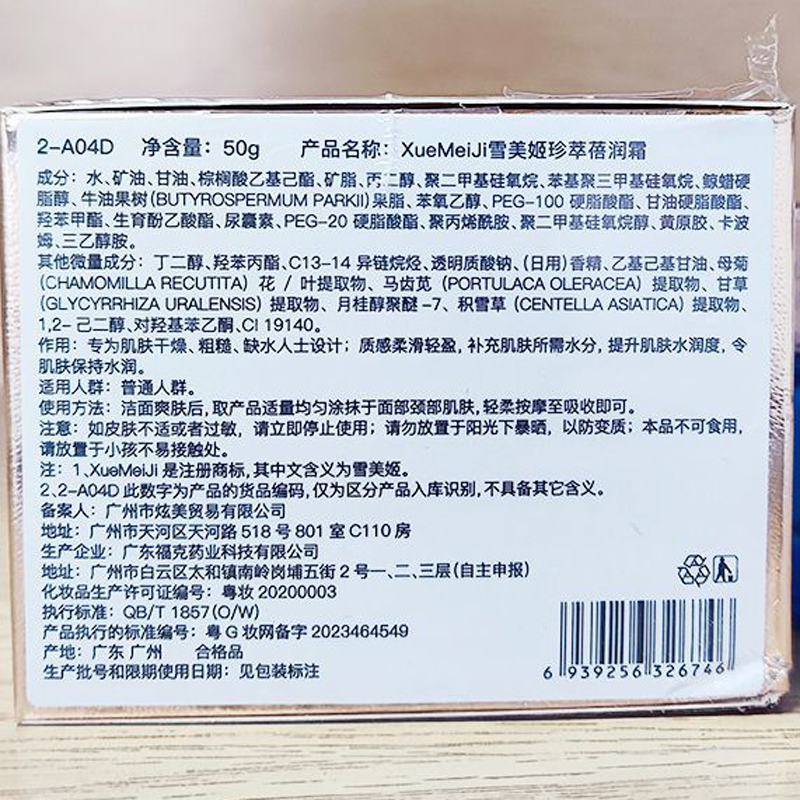 2-A04D 净含量：50g 产品名称：XueMeiJi雪美姬珍萃蓓润霜
成分：水、矿油、甘油、棕榈酸乙基己酯、矿脂、丙二醇、聚二甲基硅氧烷、苯基聚三甲基硅氧烷、鲸蜡硬
脂醇、牛油果树(BUTYROSPERMUM PARKII)果脂、苯氧乙醇、PEG-100 硬脂酸酯、甘油硬脂酸酯、
羟苯甲酯、生育酚乙酸酯、尿囊素、PEG-20 硬脂酸酯、聚丙烯酰胺、聚二甲基硅氧烷醇、黄原胶、卡波
姆、三乙醇胺。
其他微量成分：丁二醇、羟苯丙酯、C13-14 异链烷烃、透明质酸钠、(日用)香精、乙基己基甘油、母菊
(CHAMOMILLA RECUTITA) 花 / 叶提取物、马齿苋 (PORTULACA OLERACEA) 提取物、甘草
(GLYCYRRHIZA URALENSIS) 提取物、月桂醇聚醚 -7、积雪草 (CENTELLA ASIATICA) 提取物、
1,2- 己二醇、对羟基苯乙酮、CI 19140。
作用：专为肌肤干燥、粗糙、缺水人士设计；质感柔滑轻盈，补充肌肤所需水分，提升肌肤水润度，令
肌肤保持水润。
适用人群：普通人群。
使用方法：洁面爽肤后，取产品适量均匀涂抹于面部颈部肌肤，轻柔按摩至吸收即可。
注意：如皮肤不适或者过敏，请立即停止使用；请勿放置于阳光下暴晒，以防变质；本品不可食用，
请放置于小孩不易接触处。
注：1、XueMeiJi 是注册商标，其中文含义为雪美姬。
2、2-A04D 此数字为产品的货品编码，仅为区分产品入库识别，不具备其它含义。
备案人：广州市炫美贸易有限公司
地址：广州市天河区天河路 518 号 801 室 C110 房
生产企业：广东福克药业科技有限公司
地址：广州市白云区太和镇南岭岗埔五街 2 号一、二、三层(自主申报)
化妆品生产许可证编号：粤妆 20200003
执行标准：QB/T 1857(O/W)
产品执行的标准编号：粤 G 妆网备字 2023464549
产地：广东 广州 合格品
生产批号和限期使用日期：见包装标注
6 939256 326746